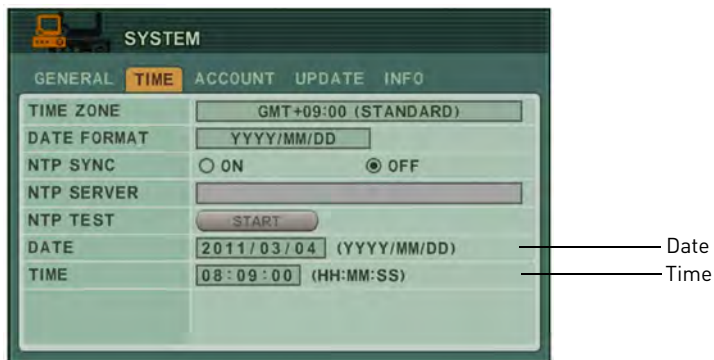 SYSTEM
GENERAL TIME ACCOUNT UPDATE INFO
TIME ZONE GMT+09:00 (STANDARD)
DATE FORMAT YYYY/MM/DD
NTP SYNC ON OFF
NTP SERVER
NTP TEST START
DATE 2011/03/04 (YYYY/MM/DD) Date
TIME 08:09:00 (HH:MM:SS) Time